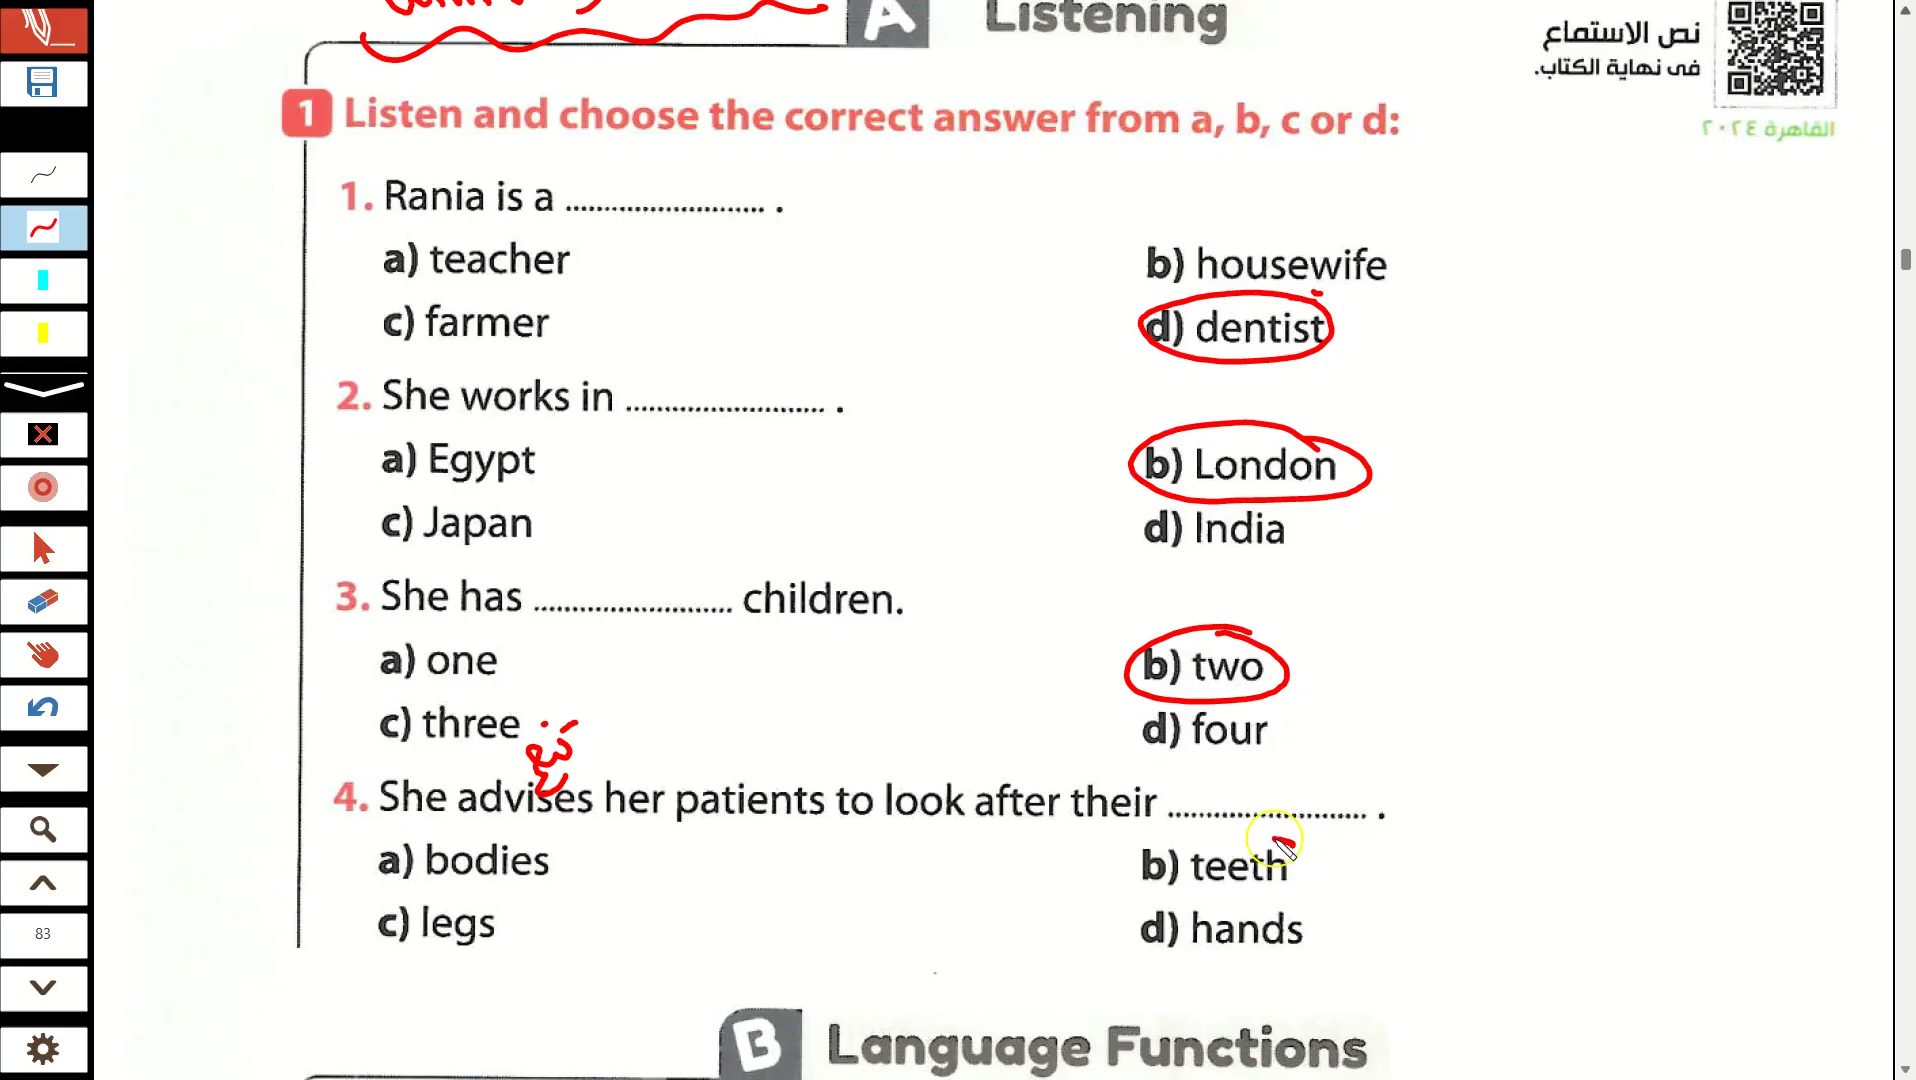 A Listening
نص الاستماع
فى نهاية الكتاب.
القاهرة ٢٠٢٤
1 Listen and choose the correct answer from a, b, c or d:
1. Rania is a ........................ .
a) teacher b) housewife
c) farmer d) dentist
2. She works in ........................ .
a) Egypt b) London
c) Japan d) India
3. She has ........................ children.
a) one b) two
c) three d) four
4. She advises her patients to look after their ........................ .
a) bodies b) teeth
c) legs d) hands
B Language Functions
83